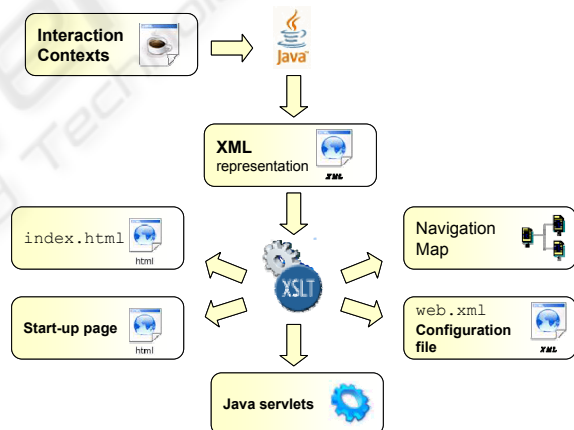 Interaction
Contexts
Java
XML
representation
XML
index.html
html
Navigation
Map
XSLT
Start-up page
html
web.xml
Configuration
file
XML
Java servlets